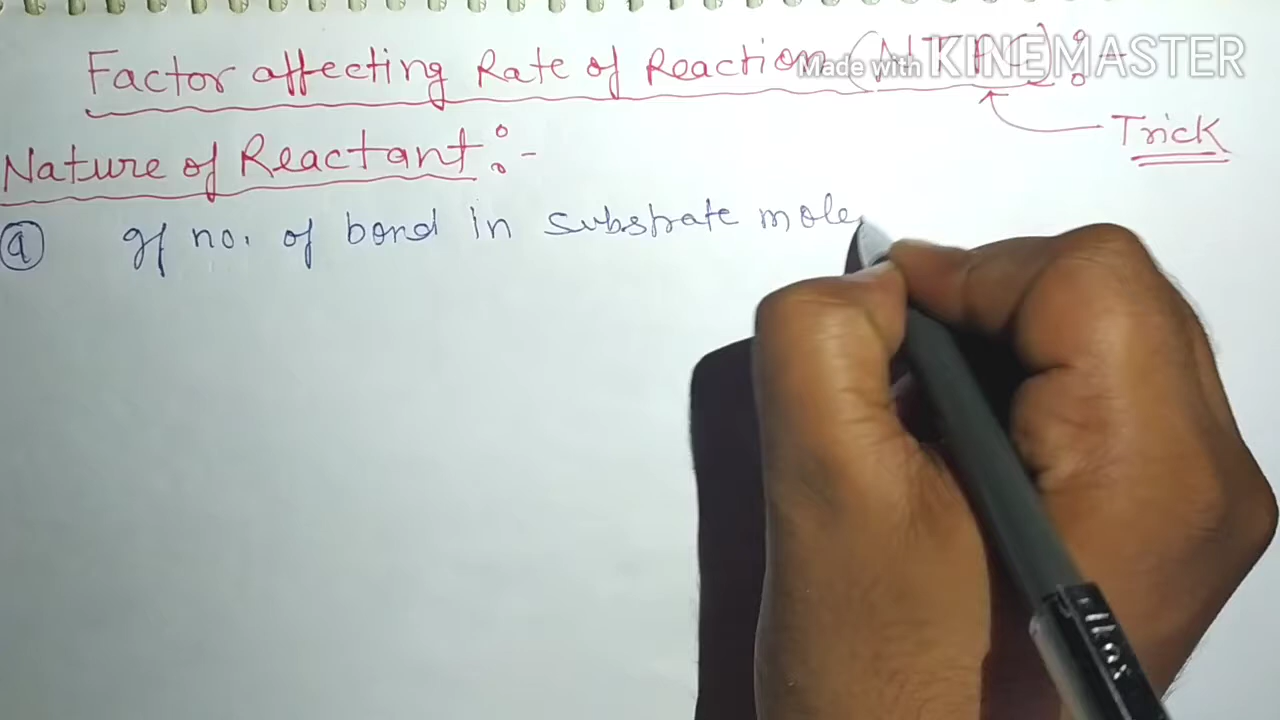 Factor affecting Rate of Reaction (NTPC) :-
Made with KINEMASTER
Trick
Nature of Reactant :-
(a) If no. of bond in substrate mole